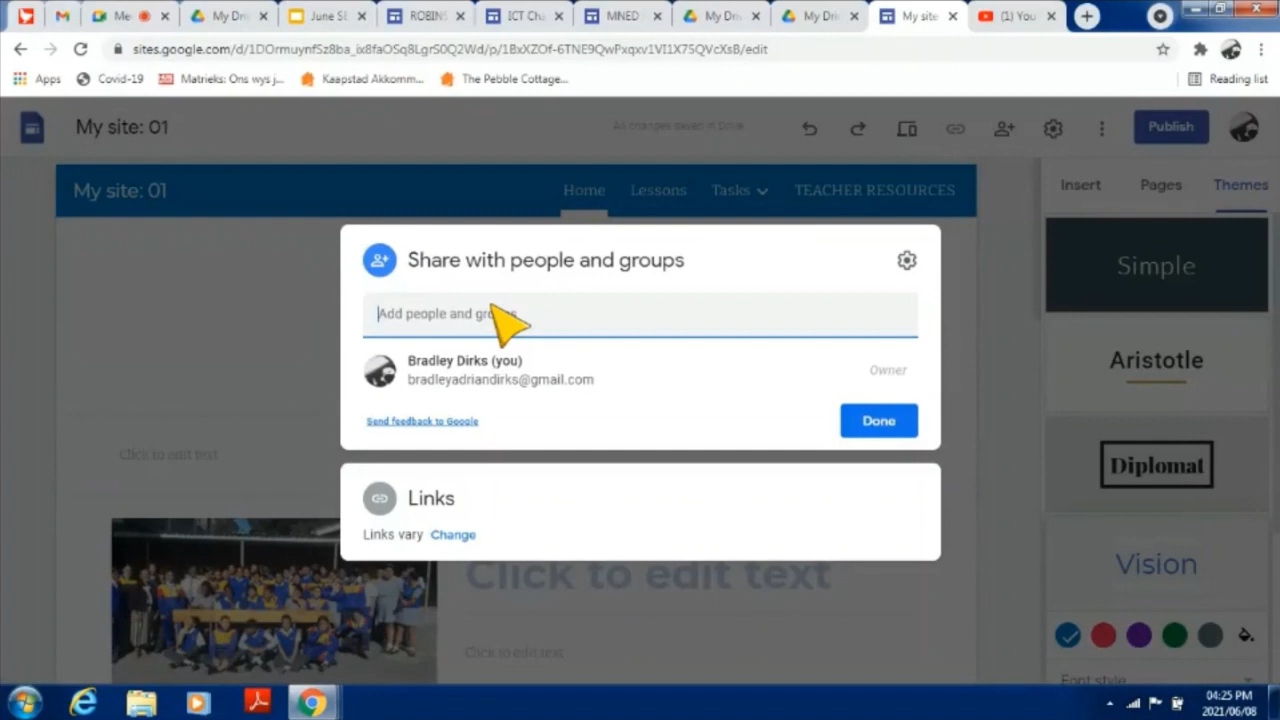 Me
My Dri
June SE
ROBINS
ICT Cha
MNED
My Dri
My Dri
My site
(1) You
sites.google.com/d/1DOrmuynfSz8ba_ix8faOSq8LgrS0Q2Wd/p/1BxXZOf-6TNE9QwPxqxv1VI1X75QVcXsB/edit
Apps
Covid-19
Matrieks: Ons wys j...
Kaapstad Akkomm...
The Pebble Cottage...
Reading list
My site: 01
All changes saved in Drive
Publish
My site: 01
Home
Lessons
Tasks
TEACHER RESOURCES
Insert
Pages
Themes
Share with people and groups
Add people and groups
Bradley Dirks (you)
bradleyadriandirks@gmail.com
Owner
Send feedback to Google
Done
Links
Links vary Change
Click to edit text
Click to edit text
Click to edit text
Simple
Aristotle
Diplomat
Vision
Font style
04:25 PM
2021/06/08